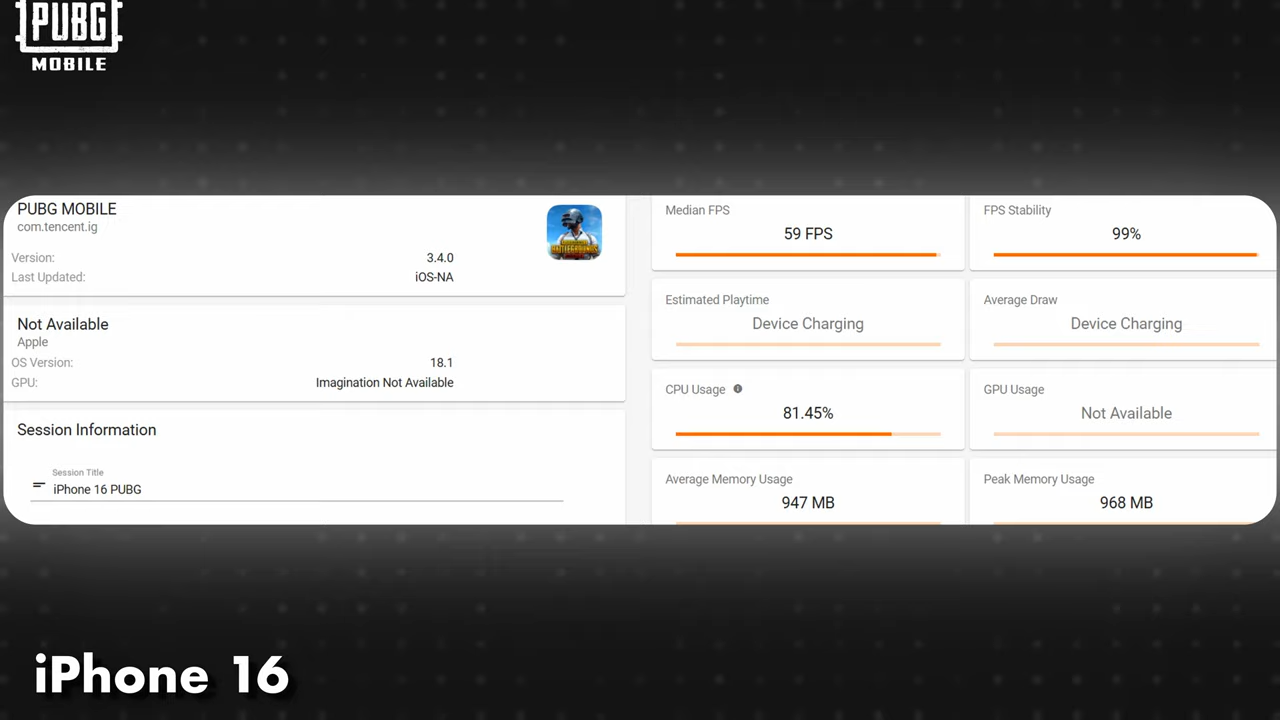 PUBG
MOBILE
PUBG MOBILE
com.tencent.ig
Version: 3.4.0
Last Updated: iOS-NA
Not Available
Apple
OS Version: 18.1
GPU: Imagination Not Available
Session Information
Session Title
iPhone 16 PUBG
Median FPS
59 FPS
FPS Stability
99%
Estimated Playtime
Device Charging
Average Draw
Device Charging
CPU Usage
81.45%
GPU Usage
Not Available
Average Memory Usage
947 MB
Peak Memory Usage
968 MB
iPhone 16